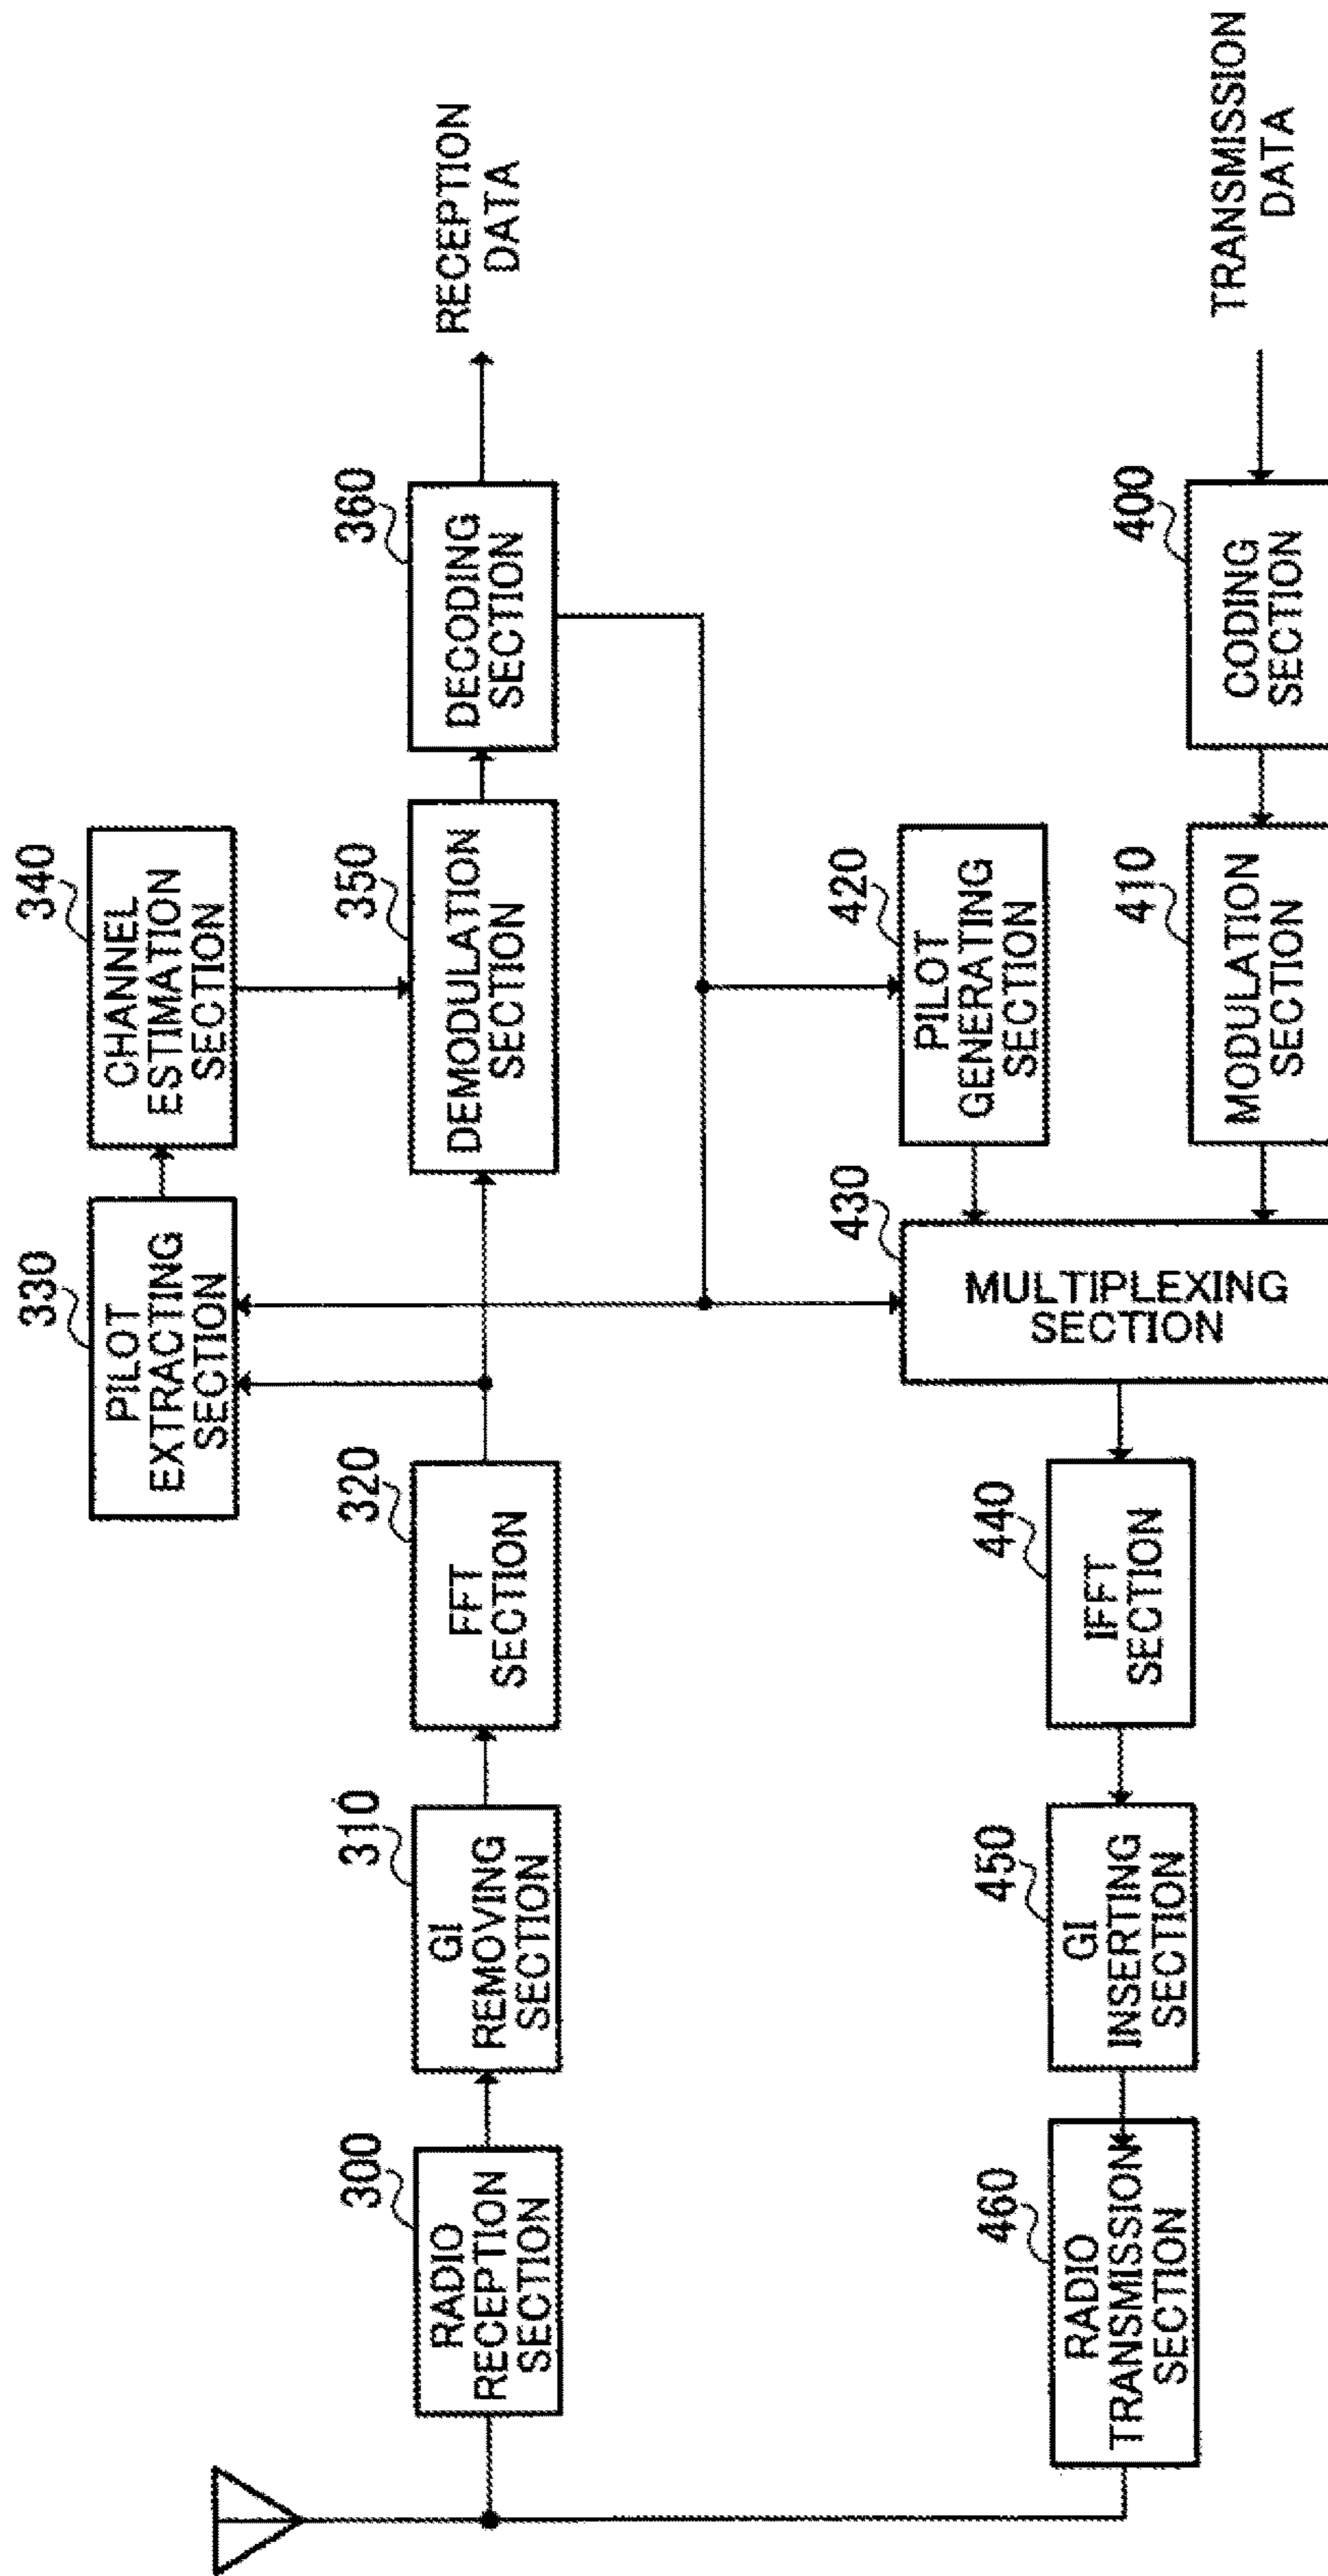 340
CHANNEL
ESTIMATION
SECTION
330
PILOT
EXTRACTING
SECTION
300
RADIO
RECEPTION
SECTION
310
GI
REMOVING
SECTION
320
FFT
SECTION
350
DEMODULATION
SECTION
360
DECODING
SECTION
RECEPTION
DATA
420
PILOT
GENERATING
SECTION
460
RADIO
TRANSMISSION
SECTION
450
GI
INSERTING
SECTION
440
IFFT
SECTION
430
MULTIPLEXING
SECTION
410
MODULATION
SECTION
400
CODING
SECTION
TRANSMISSION
DATA